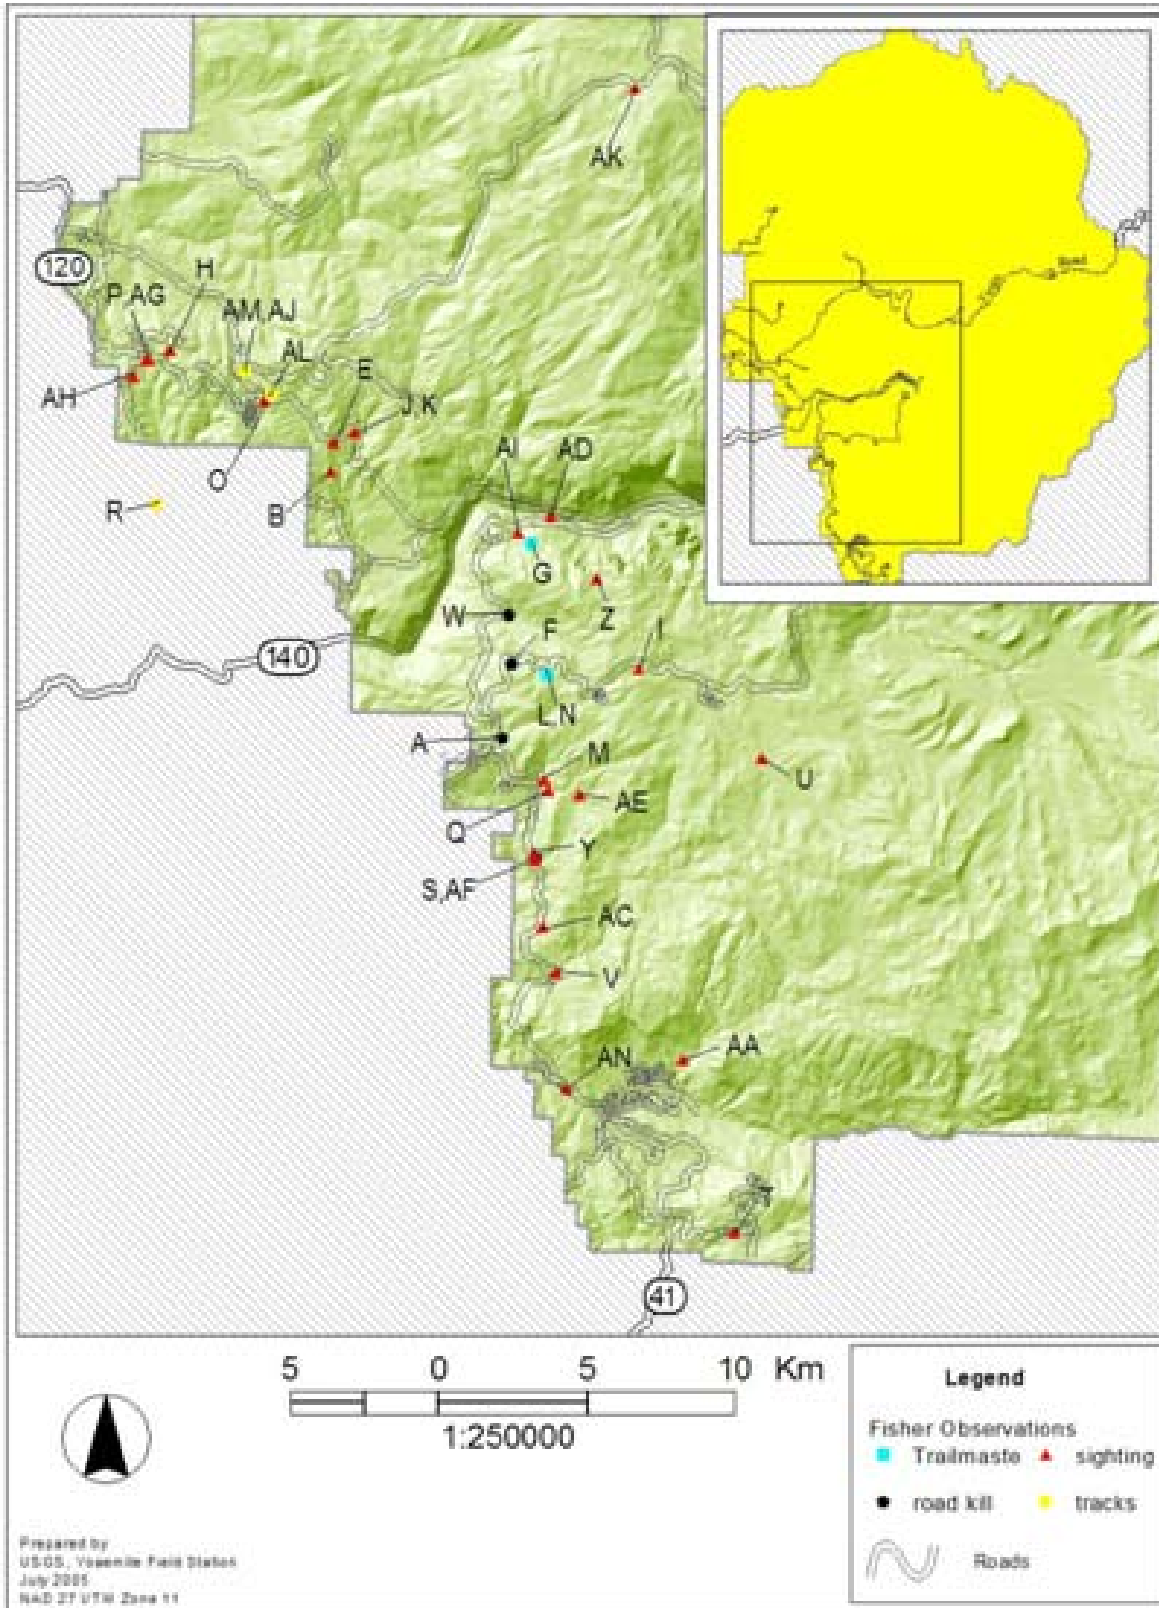 AK
120
H
P,AG
AM,AJ
AL
E
AH
J,K
AI
AD
O
R
B
G
W
Z
F
I
140
L,N
A
M
U
AE
Q
Y
S,AF
AC
V
AN
AA
T
41
Road
5 0 5 10 Km
1:250000
Legend
Fisher Observations
Trailmaste
sighting
road kill
tracks
Roads
Prepared by
USGS, Yosemite Field Station
July 2005
NAD 27 UTM Zone 11